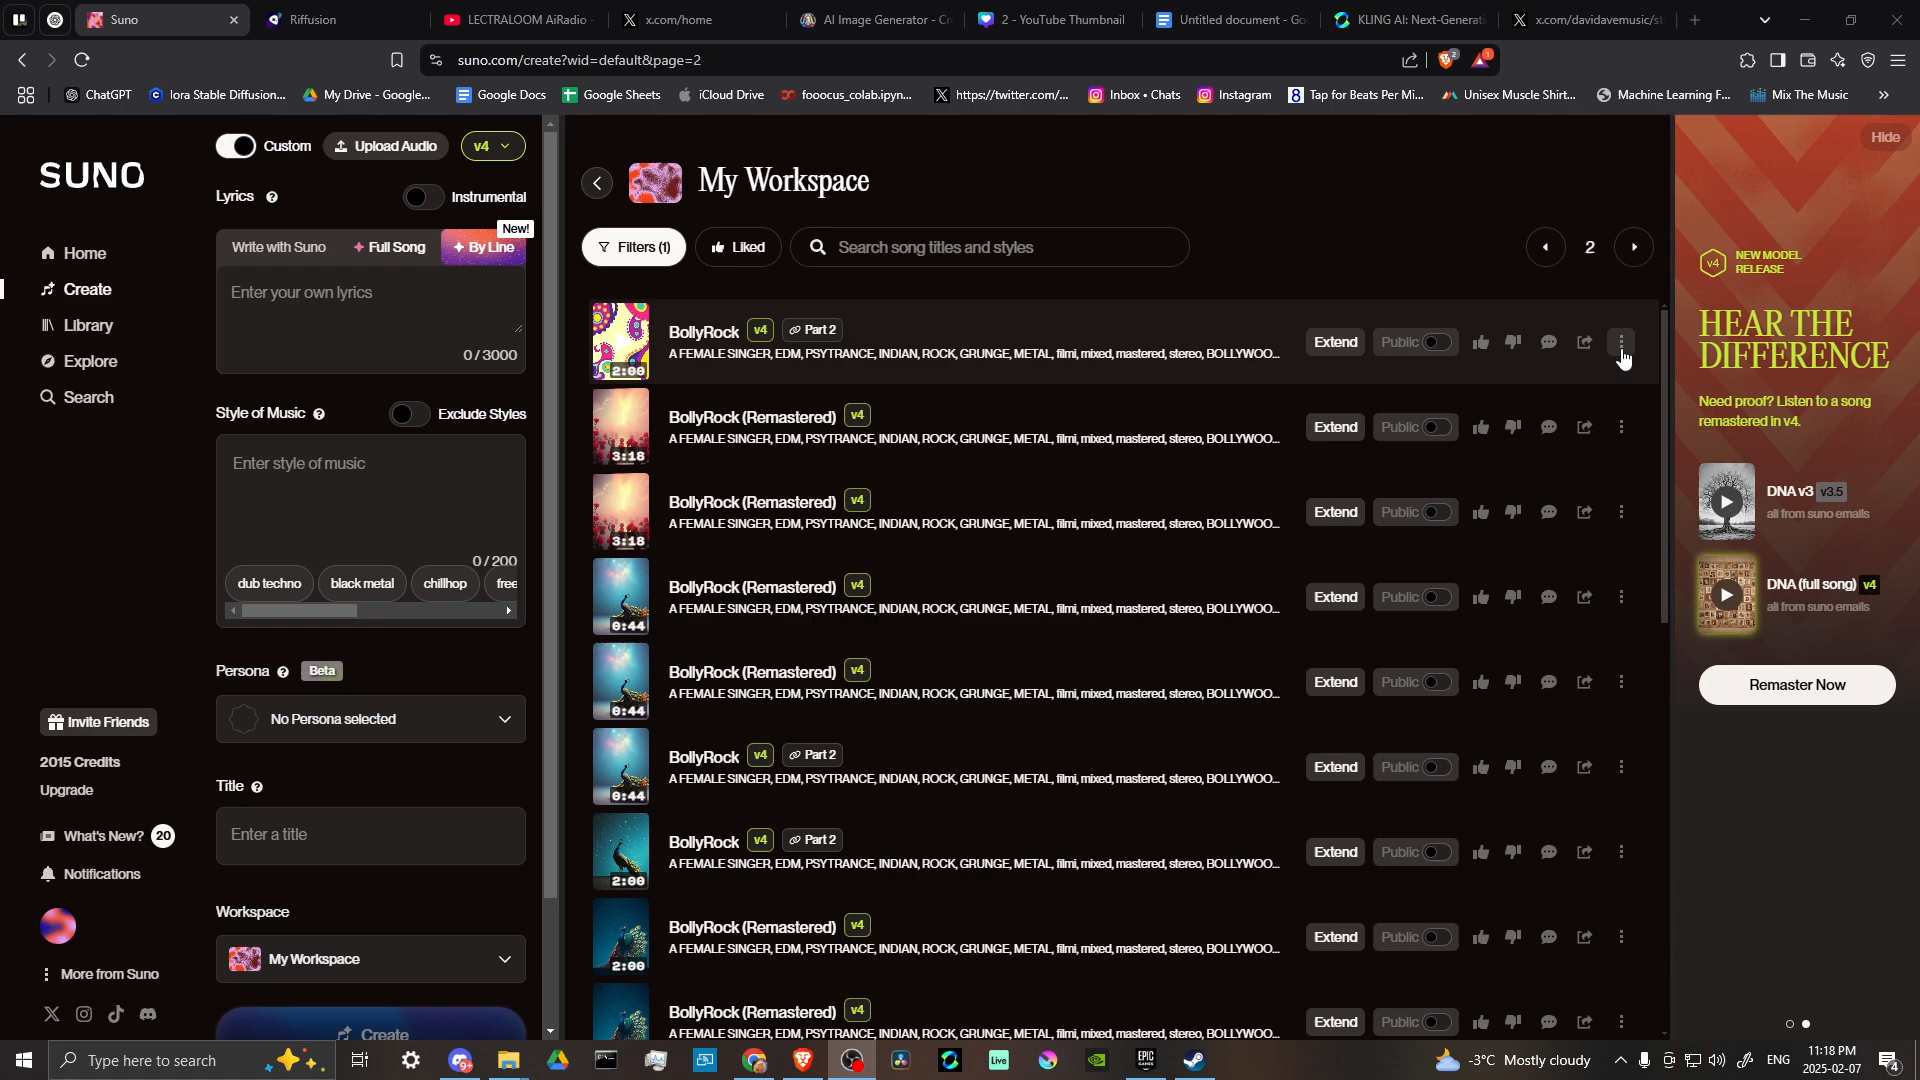 Suno
Riffusion
LECTRALOOM AiRadio -
x.com/home
AI Image Generator - Cr
2 - YouTube Thumbnail
Untitled document - Go
KLING AI: Next-Generati
x.com/davidavemusic/st
suno.com/create?wid=default&page=2
2
1
ChatGPT
lora Stable Diffusion...
My Drive - Google...
Google Docs
Google Sheets
iCloud Drive
fooocus_colab.ipyn...
https://twitter.com/...
Inbox • Chats
Instagram
Tap for Beats Per Mi...
Unisex Muscle Shirt...
Machine Learning F...
Mix The Music
SUNO
Home
Create
Library
Explore
Search
Invite Friends
2015 Credits
Upgrade
What's New? 20
Notifications
More from Suno
Custom
Upload Audio
v4
Lyrics
Instrumental
New!
Write with Suno
Full Song
By Line
Enter your own lyrics
0 / 3000
Style of Music
Exclude Styles
Enter style of music
0 / 200
dub techno
black metal
chillhop
free
Persona
Beta
No Persona selected
Title
Enter a title
Workspace
My Workspace
Create
My Workspace
Filters (1)
Liked
Search song titles and styles
2
BollyRock v4 Part 2
A FEMALE SINGER, EDM, PSYTRANCE, INDIAN, ROCK, GRUNGE, METAL, filmi, mixed, mastered, stereo, BOLLYWOO...
2:00
Extend
Public
BollyRock (Remastered) v4
A FEMALE SINGER, EDM, PSYTRANCE, INDIAN, ROCK, GRUNGE, METAL, filmi, mixed, mastered, stereo, BOLLYWOO...
3:18
Extend
Public
BollyRock (Remastered) v4
A FEMALE SINGER, EDM, PSYTRANCE, INDIAN, ROCK, GRUNGE, METAL, filmi, mixed, mastered, stereo, BOLLYWOO...
3:18
Extend
Public
BollyRock (Remastered) v4
A FEMALE SINGER, EDM, PSYTRANCE, INDIAN, ROCK, GRUNGE, METAL, filmi, mixed, mastered, stereo, BOLLYWOO...
0:44
Extend
Public
BollyRock (Remastered) v4
A FEMALE SINGER, EDM, PSYTRANCE, INDIAN, ROCK, GRUNGE, METAL, filmi, mixed, mastered, stereo, BOLLYWOO...
0:44
Extend
Public
BollyRock v4 Part 2
A FEMALE SINGER, EDM, PSYTRANCE, INDIAN, ROCK, GRUNGE, METAL, filmi, mixed, mastered, stereo, BOLLYWOO...
0:44
Extend
Public
BollyRock v4 Part 2
A FEMALE SINGER, EDM, PSYTRANCE, INDIAN, ROCK, GRUNGE, METAL, filmi, mixed, mastered, stereo, BOLLYWOO...
2:00
Extend
Public
BollyRock (Remastered) v4
A FEMALE SINGER, EDM, PSYTRANCE, INDIAN, ROCK, GRUNGE, METAL, filmi, mixed, mastered, stereo, BOLLYWOO...
2:00
Extend
Public
BollyRock (Remastered) v4
A FEMALE SINGER, EDM, PSYTRANCE, INDIAN, ROCK, GRUNGE, METAL, filmi, mixed, mastered, stereo, BOLLYWOO...
Extend
Public
Hide
v4
NEW MODEL
RELEASE
HEAR THE
DIFFERENCE
Need proof? Listen to a song
remastered in v4.
DNA v3 v3.5
all from suno emails
DNA (full song) v4
all from suno emails
Remaster Now
Type here to search
9+
Live
EPIC GAMES
-3°C Mostly cloudy
ENG
11:18 PM
2025-02-07
4